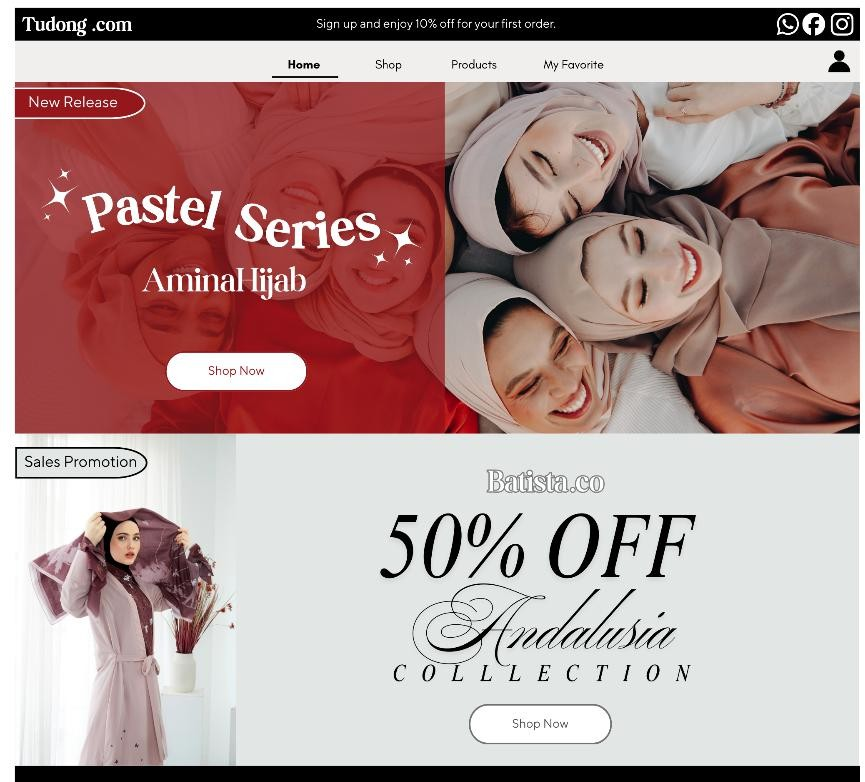 Tudong .com
Sign up and enjoy 10% off for your first order.
Home Shop Products My Favorite
New Release
Pastel Series
AminaHijab
Shop Now
Sales Promotion
Batista.co
50% OFF
Andalusia
COLLLECTION
Shop Now